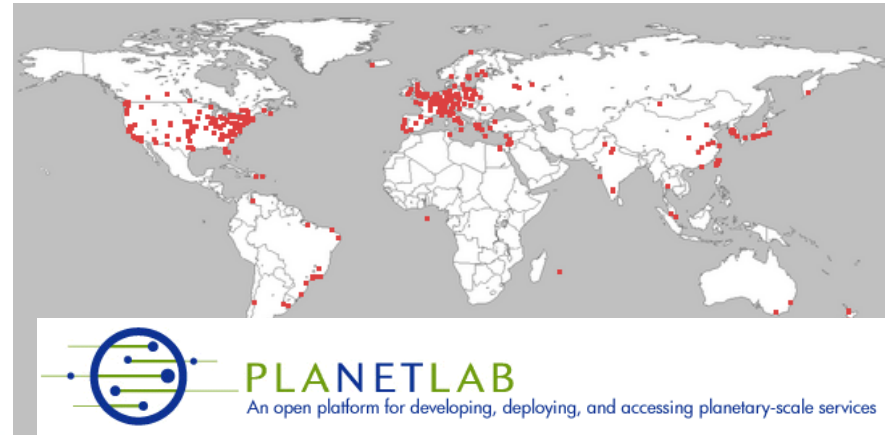 PLANETLAB
An open platform for developing, deploying, and accessing planetary-scale services